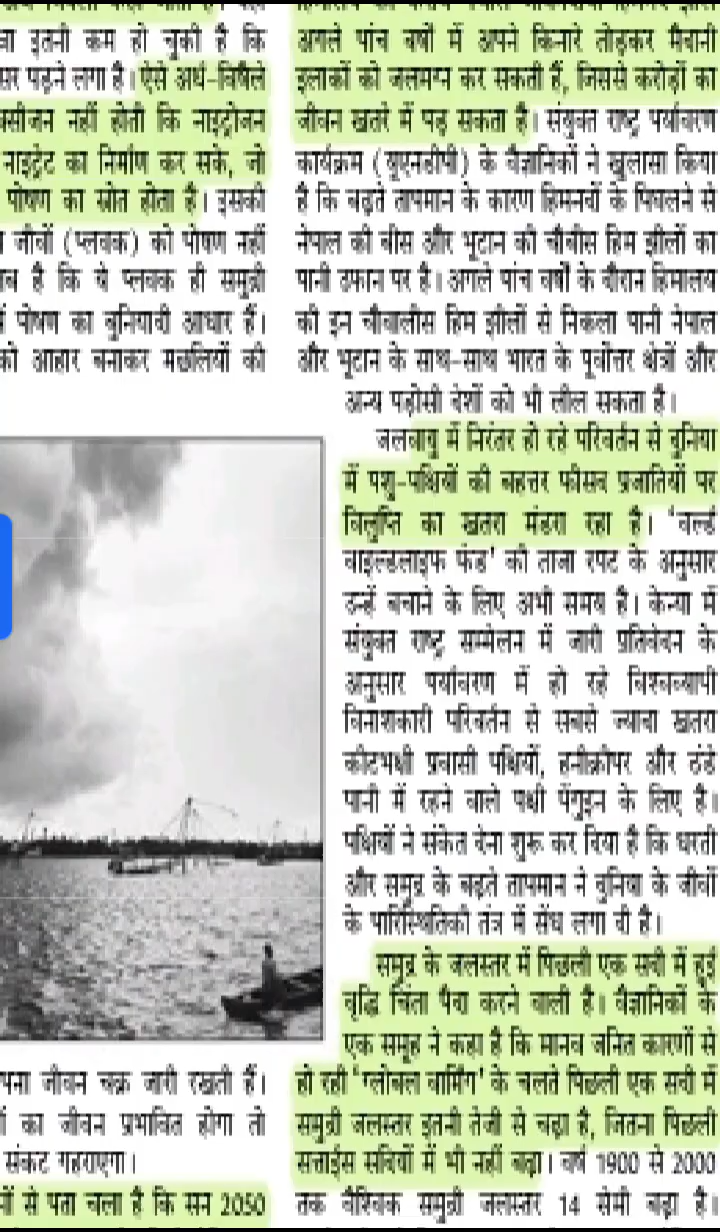 इतनी कम हो चुकी है कि
पड़ने लगा है। ऐसे अर्ध-विषैले
नहीं होती कि नाइट्रोजन
नाइट्रेट का निर्माण कर सके, जो
पोषण का स्रोत होता है। इसकी
जीवों (प्लवक) को पोषण नहीं
है कि ये प्लवक ही समुद्री
पोषण का बुनियादी आधार हैं।
को आहार बनाकर मछलियों की
जीवन चक्र जारी रखती हैं।
का जीवन प्रभावित होगा तो
संकट गहराएगा।
से पता चला है कि सन 2050
अगले पांच वर्षों में अपने किनारे तोड़कर मैदानी
इलाकों को जलमग्न कर सकती हैं, जिससे करोड़ों का
जीवन खतरे में पड़ सकता है। संयुक्त राष्ट्र पर्यावरण
कार्यक्रम (यूएनडीपी) के वैज्ञानिकों ने खुलासा किया
है कि बढ़ते तापमान के कारण हिमनदों के पिघलने से
नेपाल की बीस और भूटान की चौबीस हिम झीलों का
पानी उफान पर है। अगले पांच वर्षों के दौरान हिमालय
की इन चौवालीस हिम झीलों से निकला पानी नेपाल
और भूटान के साथ-साथ भारत के पूर्वोत्तर क्षेत्रों और
अन्य पड़ोसी देशों को भी लील सकता है।
जलवायु में निरंतर हो रहे परिवर्तन से दुनिया
में पशु-पक्षियों की बहत्तर फीसद प्रजातियों पर
विलुप्ति का खतरा मंडरा रहा है। 'वर्ल्ड
वाइल्डलाइफ फंड' की ताजा रपट के अनुसार
उन्हें बचाने के लिए अभी समय है। केन्या में
संयुक्त राष्ट्र सम्मेलन में जारी प्रतिवेदन के
अनुसार पर्यावरण में हो रहे विश्वव्यापी
विनाशकारी परिवर्तन से सबसे ज्यादा खतरा
कीटभक्षी प्रवासी पक्षियों, हनीक्रीपर और ठंडे
पानी में रहने वाले पक्षी पेंगुइन के लिए है।
पक्षियों ने संकेत देना शुरू कर दिया है कि धरती
और समुद्र के बढ़ते तापमान ने दुनिया के जीवों
के पारिस्थितिकी तंत्र में सेंध लगा दी है।
समुद्र के जलस्तर में पिछली एक सदी में हुई
वृद्धि चिंता पैदा करने वाली है। वैज्ञानिकों के
एक समूह ने कहा है कि मानव जनित कारणों से
हो रही 'ग्लोबल वार्मिंग' के चलते पिछली एक सदी में
समुद्री जलस्तर इतनी तेजी से चढ़ा है, जितना पिछली
सत्ताईस सदियों में भी नहीं बढ़ा। वर्ष 1900 से 2000
तक वैश्विक समुद्री जलस्तर 14 सेमी बढ़ा है।